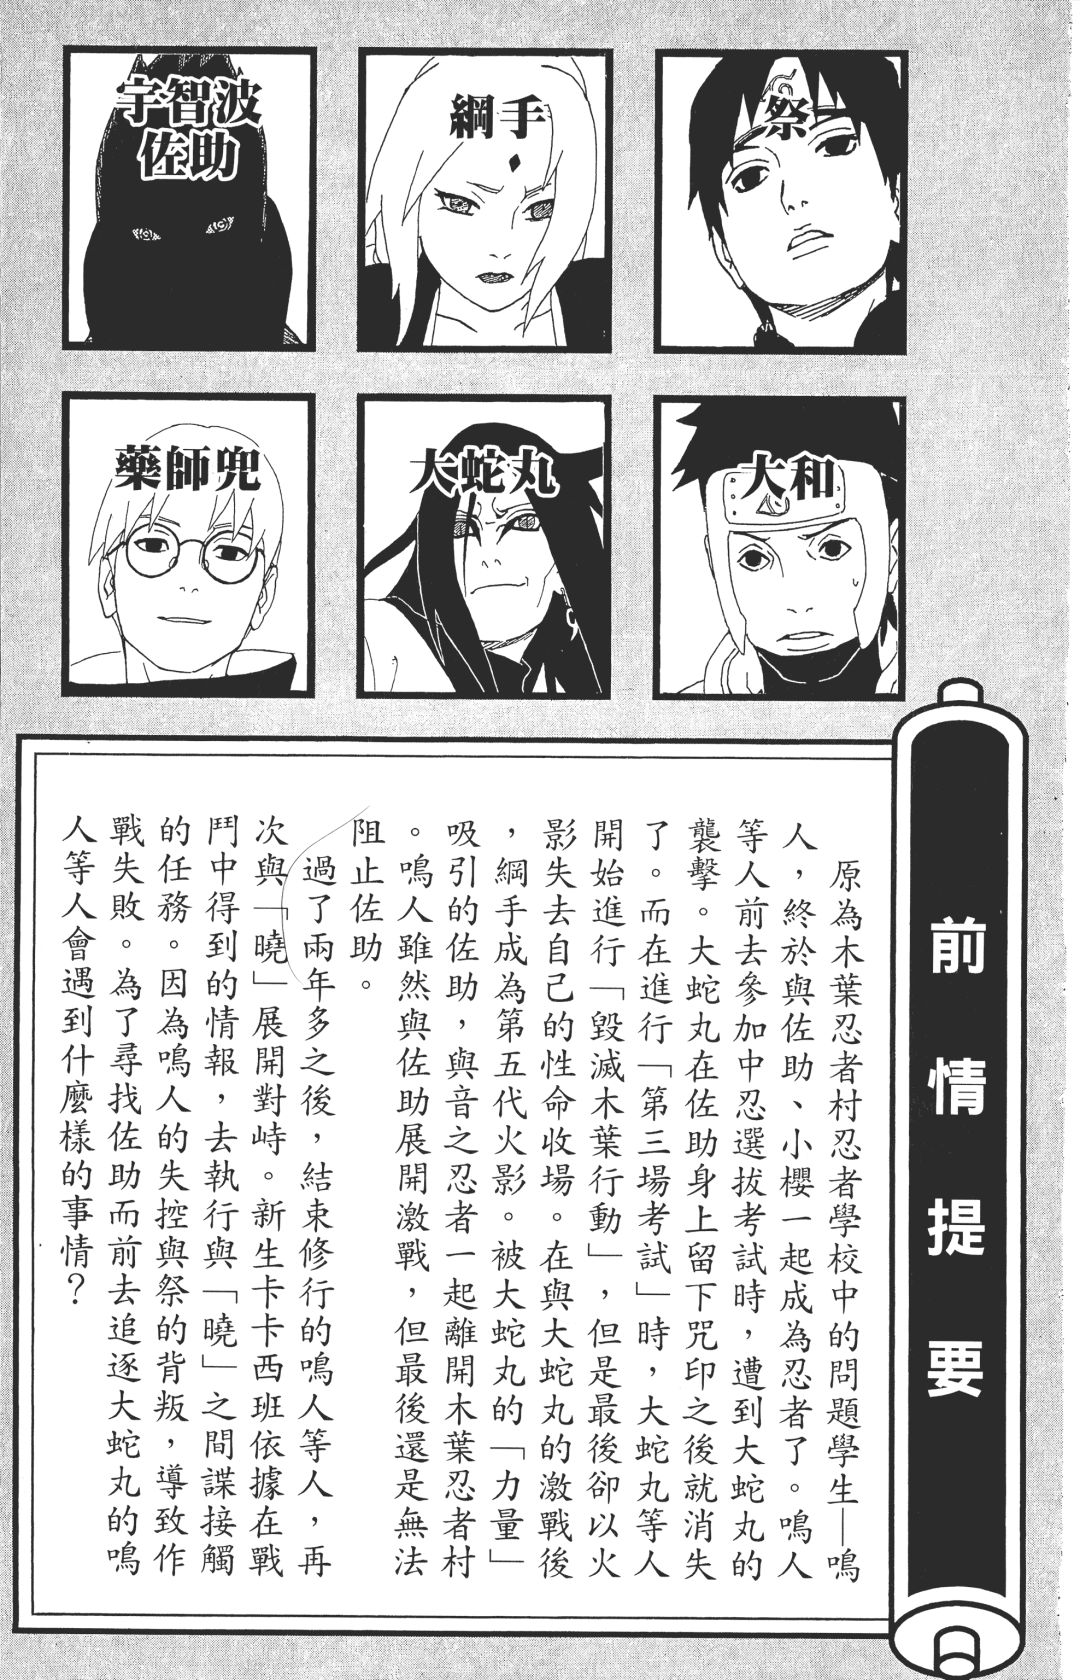 祭
綱手
宇智波
佐助
大和
大蛇丸
藥師兜
前情提要
原為木葉忍者村忍者學校中的問題學生—鳴
人，終於與佐助、小櫻一起成為忍者了。鳴人
等人前去參加中忍選拔考試時，遭到大蛇丸的
襲擊。大蛇丸在佐助身上留下咒印之後就消失
了。而在進行「第三場考試」時，大蛇丸等人
開始進行「毀滅木葉行動」，但是最後卻以火
影失去自己的性命收場。在與大蛇丸的激戰後
，綱手成為第五代火影。被大蛇丸的「力量」
吸引的佐助，與音之忍者一起離開木葉忍者村
。鳴人雖然與佐助展開激戰，但最後還是無法
阻止佐助。
過了兩年多之後，結束修行的鳴人等人，再
次與「曉」展開對峙。新生卡卡西班依據在戰
鬥中得到的情報，去執行與「曉」之間諜接觸
的任務。因為鳴人的失控與祭的背叛，導致作
戰失敗。為了尋找佐助而前去追逐大蛇丸的鳴
人等人會遇到什麼樣的事情？